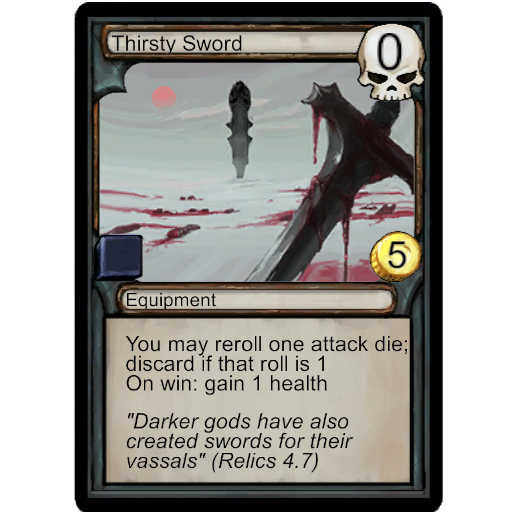 Thirsty Sword
0
5
Equipment
You may reroll one attack die;
discard if that roll is 1
On win: gain 1 health
"Darker gods have also
created swords for their
vassals" (Relics 4.7)